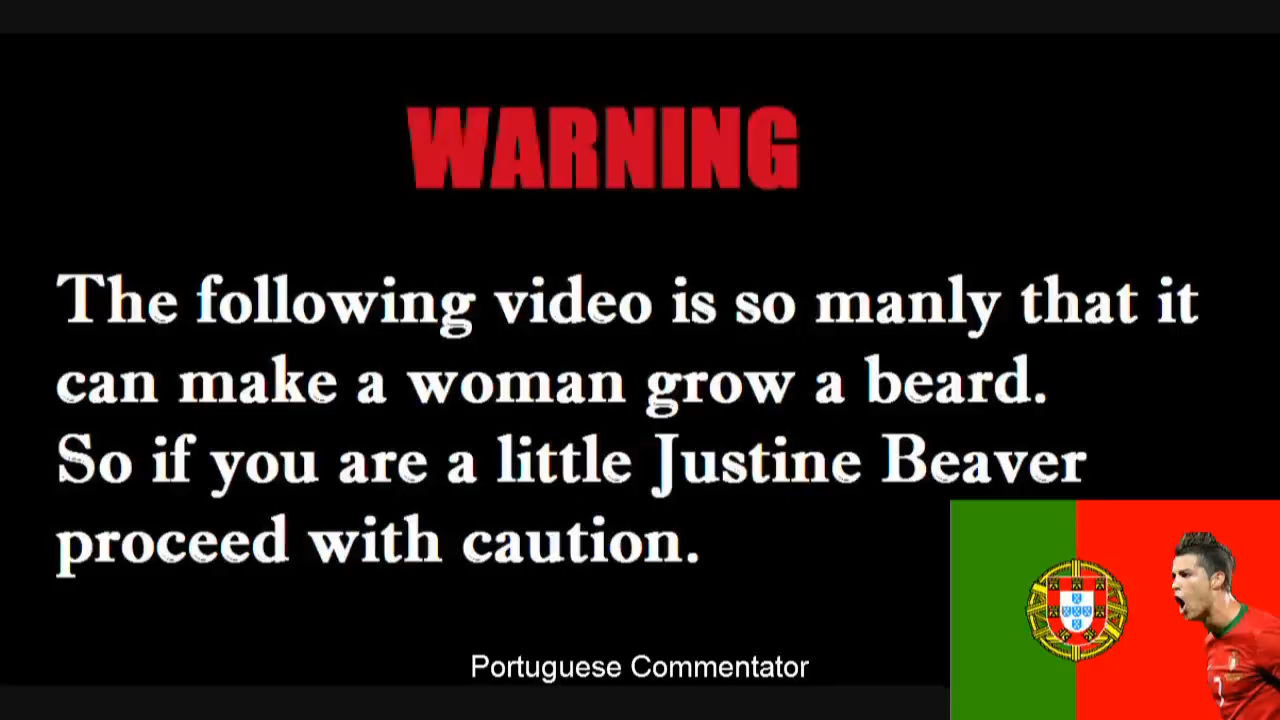 WARNING
The following video is so manly that it
can make a woman grow a beard.
So if you are a little Justine Beaver
proceed with caution.
Portuguese Commentator
7